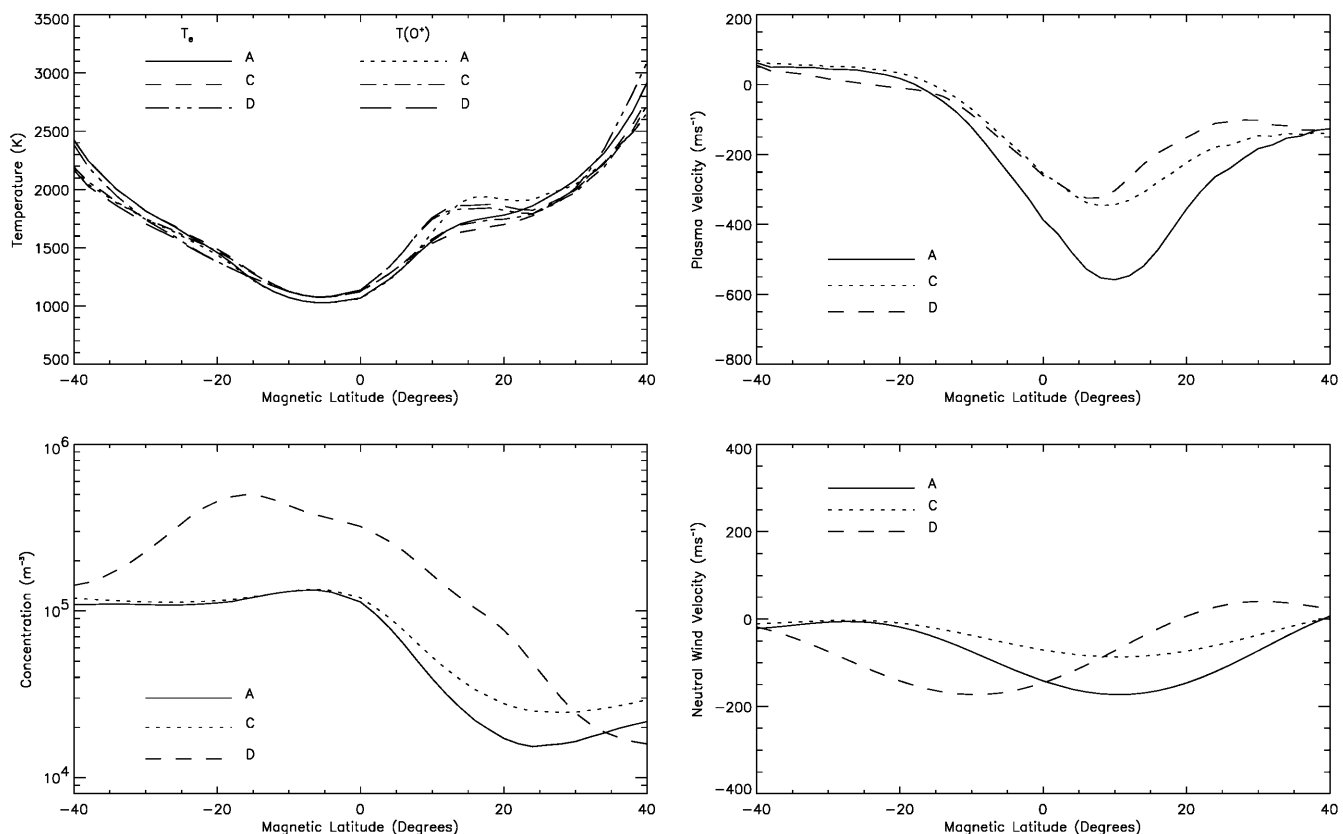 3500
3000
2500
2000
1500
1000
500
Temperature (K)
Tₑ
T(O⁺)
A
C
D
A
C
D
−40
−20
0
20
40
Magnetic Latitude (Degrees)
200
0
−200
−400
−600
−800
Plasma Velocity (ms⁻¹)
A
C
D
−40
−20
0
20
40
Magnetic Latitude (Degrees)
10⁶
10⁵
10⁴
Concentration (m⁻³)
A
C
D
−40
−20
0
20
40
Magnetic Latitude (Degrees)
400
200
0
−200
−400
Neutral Wind Velocity (ms⁻¹)
A
C
D
−40
−20
0
20
40
Magnetic Latitude (Degrees)